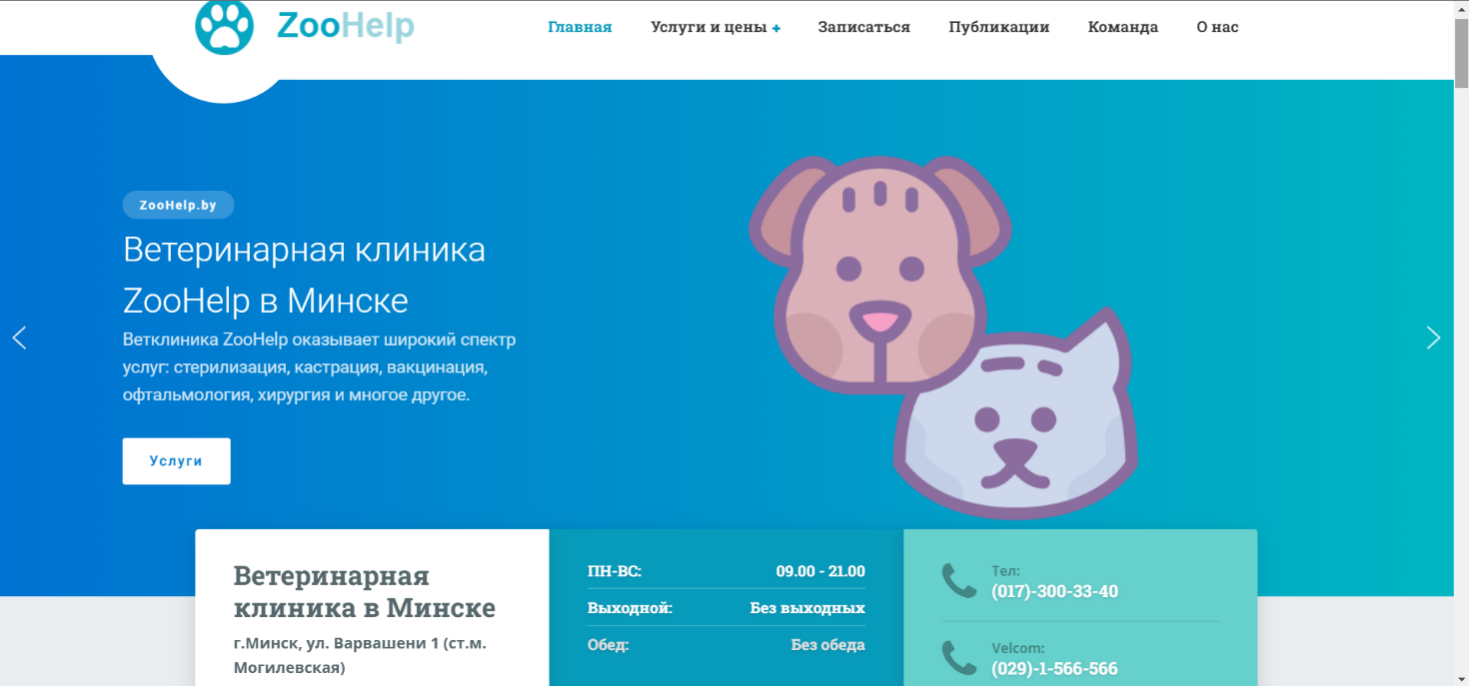 ZooHelp
Главная
Услуги и цены +
Записаться
Публикации
Команда
О нас
ZooHelp.by
Ветеринарная клиника
ZooHelp в Минске
Ветклиника ZooHelp оказывает широкий спектр
услуг: стерилизация, кастрация, вакцинация,
офтальмология, хирургия и многое другое.
Услуги
Ветеринарная
клиника в Минске
г.Минск, ул. Варвашени 1 (ст.м.
Могилевская)
ПН-ВС: 09.00 - 21.00
Выходной: Без выходных
Обед: Без обеда
Тел:
(017)-300-33-40
Velcom:
(029)-1-566-566